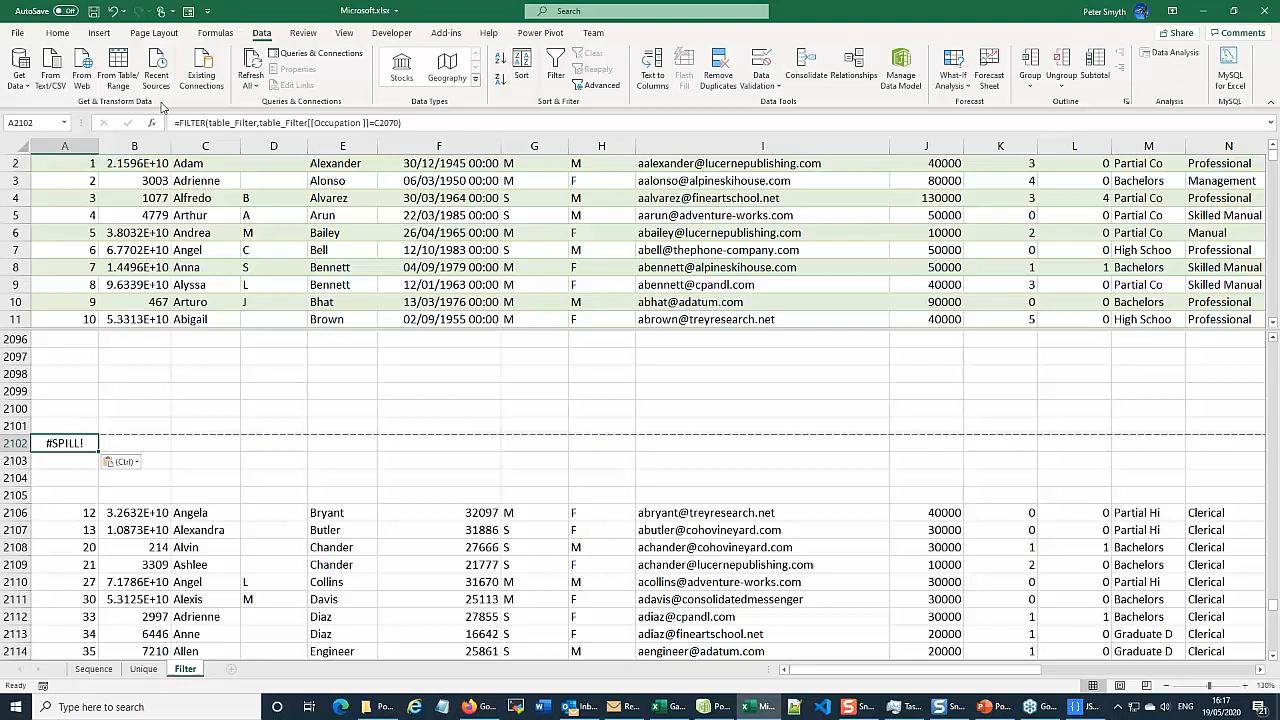 AutoSave Off Microsoft.xlsx Search Peter Smyth
File Home Insert Page Layout Formulas Data Review View Developer Add-ins Help Power Pivot Team Share Comments
Get Data From Text/CSV From Web From Table/ Range Recent Sources Existing Connections Refresh All Queries & Connections Properties Edit Links Stocks Geography Sort Filter Clear Reapply Advanced Text to Columns Flash Fill Remove Duplicates Data Validation Consolidate Relationships Manage Data Model What-If Analysis Forecast Sheet Group Ungroup Subtotal Data Analysis MySQL for Excel
Get & Transform Data Queries & Connections Data Types Sort & Filter Data Tools Forecast Outline Analysis MySQL
A2102 fx =FILTER(table_Filter,table_Filter[[Occupation ]]=C2070)
A B C D E F G H I J K L M N
2 1 2.1596E+10 Adam Alexander 30/12/1945 00:00 M M aalexander@lucernepublishing.com 40000 3 0 Partial Co Professional
3 2 3003 Adrienne Alonso 06/03/1950 00:00 M F aalonso@alpineskihouse.com 80000 4 0 Bachelors Management
4 3 1077 Alfredo B Alvarez 30/03/1964 00:00 S M aalvarez@fineartschool.net 130000 3 4 Partial Co Professional
5 4 4779 Arthur A Arun 22/03/1985 00:00 S M aarun@adventure-works.com 50000 0 0 Partial Co Skilled Manual
6 5 3.8032E+10 Andrea M Bailey 26/04/1965 00:00 M F abailey@lucernepublishing.com 10000 2 0 Partial Co Manual
7 6 6.7702E+10 Angel C Bell 12/10/1983 00:00 S M abell@thephone-company.com 50000 0 0 High Schoo Professional
8 7 1.4496E+10 Anna S Bennett 04/09/1979 00:00 M F abennett@alpineskihouse.com 50000 1 1 Bachelors Skilled Manual
9 8 9.6339E+10 Alyssa L Bennett 12/01/1963 00:00 M F abennett@cpandl.com 40000 3 0 Bachelors Skilled Manual
10 9 467 Arturo J Bhat 13/03/1976 00:00 M M abhat@adatum.com 90000 0 0 Bachelors Professional
11 10 5.3313E+10 Abigail Brown 02/09/1955 00:00 M F abrown@treyresearch.net 40000 5 0 High Schoo Professional
2096
2097
2098
2099
2100
2101
2102 #SPILL!
2103 (Ctrl)
2104
2105
2106 12 3.2632E+10 Angela Bryant 32097 M F abryant@treyresearch.net 40000 0 0 Partial Hi Clerical
2107 13 1.0873E+10 Alexandra Butler 31886 S F abutler@cohovineyard.com 30000 0 0 Partial Hi Clerical
2108 20 214 Alvin Chander 27666 S M achander@cohovineyard.com 30000 1 1 Bachelors Clerical
2109 21 3309 Ashlee Chander 21777 S F achander@lucernepublishing.com 10000 2 0 Bachelors Clerical
2110 27 7.1786E+10 Angel L Collins 31670 M M acollins@adventure-works.com 30000 0 0 Partial Hi Clerical
2111 30 5.3125E+10 Alexis M Davis 25113 M F adavis@consolidatedmessenger 30000 0 0 Bachelors Clerical
2112 33 2997 Adrienne Diaz 27855 S F adiaz@cpandl.com 30000 1 1 Bachelors Clerical
2113 34 6446 Anne Diaz 16642 S F adiaz@fineartschool.net 20000 1 0 Graduate D Clerical
2114 35 7210 Allen Engineer 25861 S M aengineer@adatum.com 20000 1 0 Bachelors Clerical
Sequence Unique Filter
Ready 130%
Type here to search Po... Go... W... Inb... Re... Ga... Po... Mi... Sn... Tas... Sn... Po... Go... JS... ENG 16:17 19/05/2020